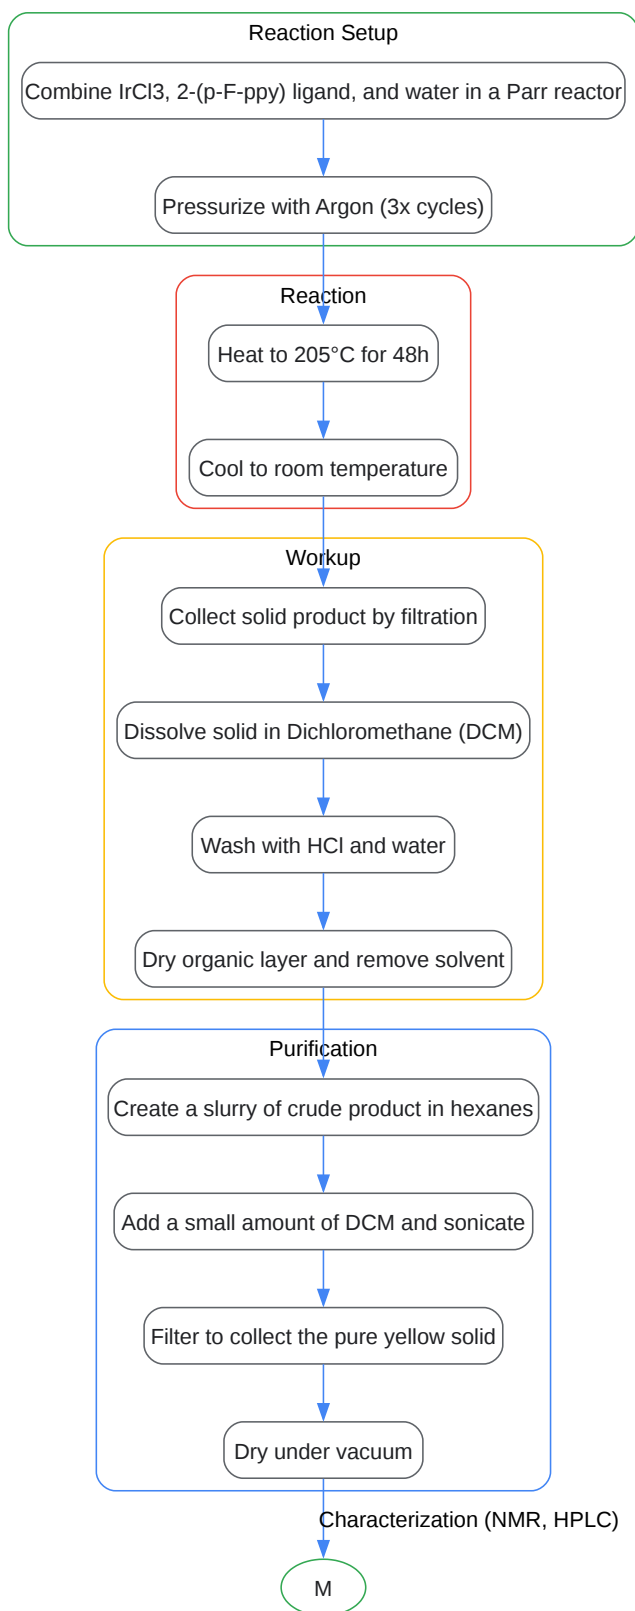 Reaction Setup
Combine IrCl3, 2-(p-F-ppy) ligand, and water in a Parr reactor
Pressurize with Argon (3x cycles)
Reaction
Heat to 205°C for 48h
Cool to room temperature
Workup
Collect solid product by filtration
Dissolve solid in Dichloromethane (DCM)
Wash with HCl and water
Dry organic layer and remove solvent
Purification
Create a slurry of crude product in hexanes
Add a small amount of DCM and sonicate
Filter to collect the pure yellow solid
Dry under vacuum
Characterization (NMR, HPLC)
M